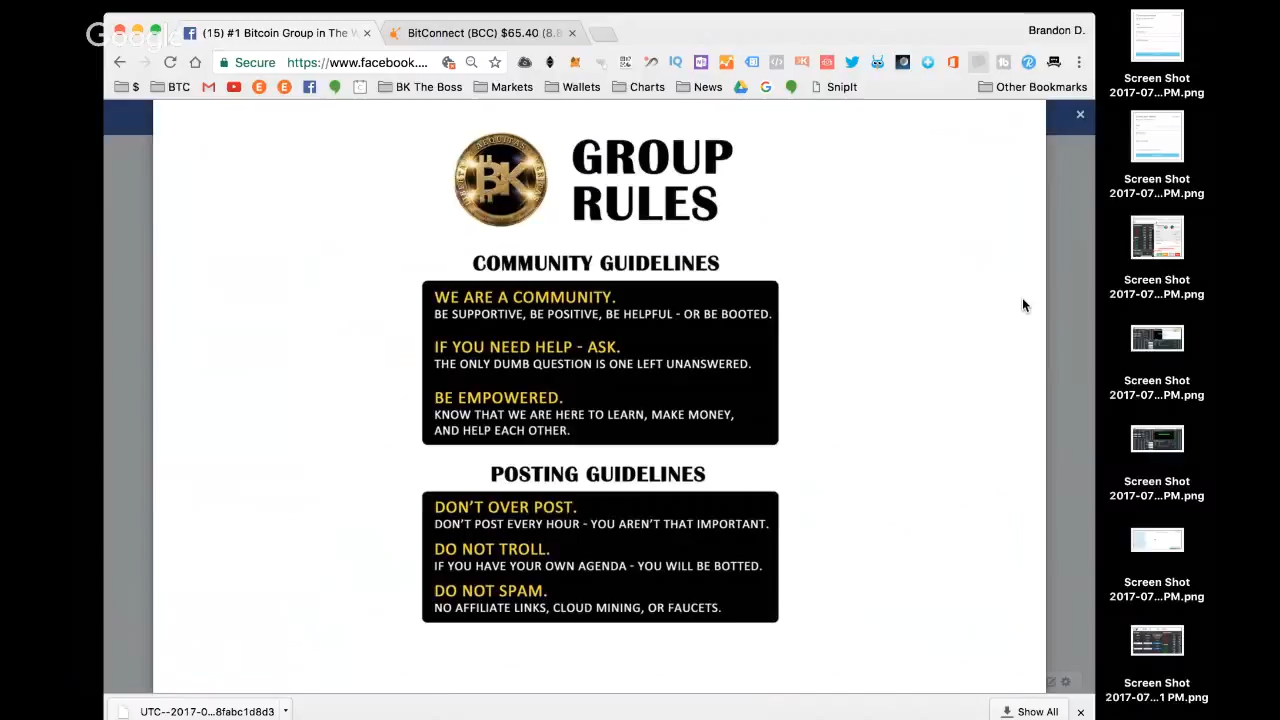 (15) #1 Bitcoin Group in The
st (BTC) $65
Brandon D.
Secure
https://www.facebook....
$
BTC
BK The Boss
Markets
Wallets
Charts
News
SnipIt
Other Bookmarks
BK
GROUP
RULES
COMMUNITY GUIDELINES
WE ARE A COMMUNITY.
BE SUPPORTIVE, BE POSITIVE, BE HELPFUL - OR BE BOOTED.
IF YOU NEED HELP - ASK.
THE ONLY DUMB QUESTION IS ONE LEFT UNANSWERED.
BE EMPOWERED.
KNOW THAT WE ARE HERE TO LEARN, MAKE MONEY,
AND HELP EACH OTHER.
POSTING GUIDELINES
DON'T OVER POST.
DON'T POST EVERY HOUR - YOU AREN'T THAT IMPORTANT.
DO NOT TROLL.
IF YOU HAVE YOUR OWN AGENDA - YOU WILL BE BOTTED.
DO NOT SPAM.
NO AFFILIATE LINKS, CLOUD MINING, OR FAUCETS.
UTC--2017-0...8fabc1d8d3
Show All
Screen Shot
2017-07...PM.png
Screen Shot
2017-07...PM.png
Screen Shot
2017-07...PM.png
Screen Shot
2017-07...PM.png
Screen Shot
2017-07...PM.png
Screen Shot
2017-07...PM.png
Screen Shot
2017-07...1 PM.png